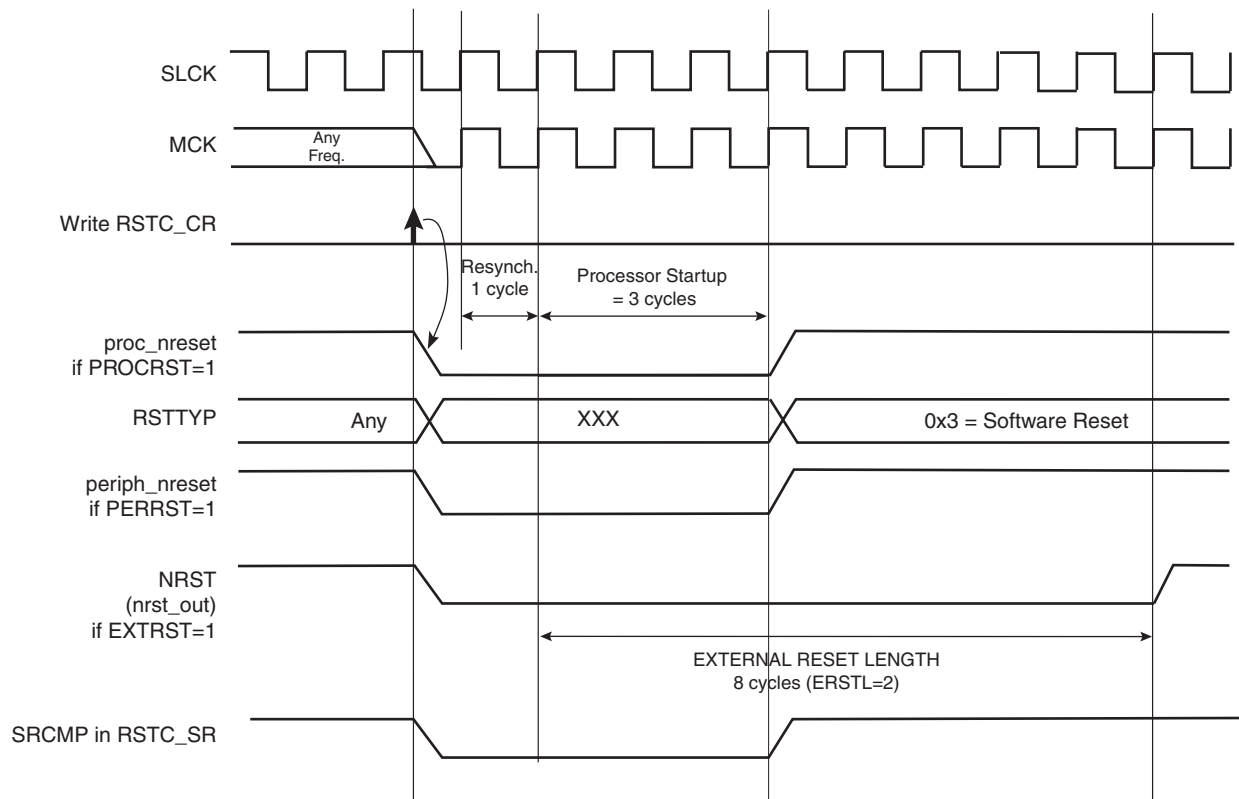 SLCK
MCK
Any
Freq.
Write RSTC_CR
Resynch.
1 cycle
Processor Startup
= 3 cycles
proc_nreset
if PROCRST=1
RSTTYP
Any
XXX
0x3 = Software Reset
periph_nreset
if PERRST=1
NRST
(nrst_out)
if EXTRST=1
EXTERNAL RESET LENGTH
8 cycles (ERSTL=2)
SRCMP in RSTC_SR